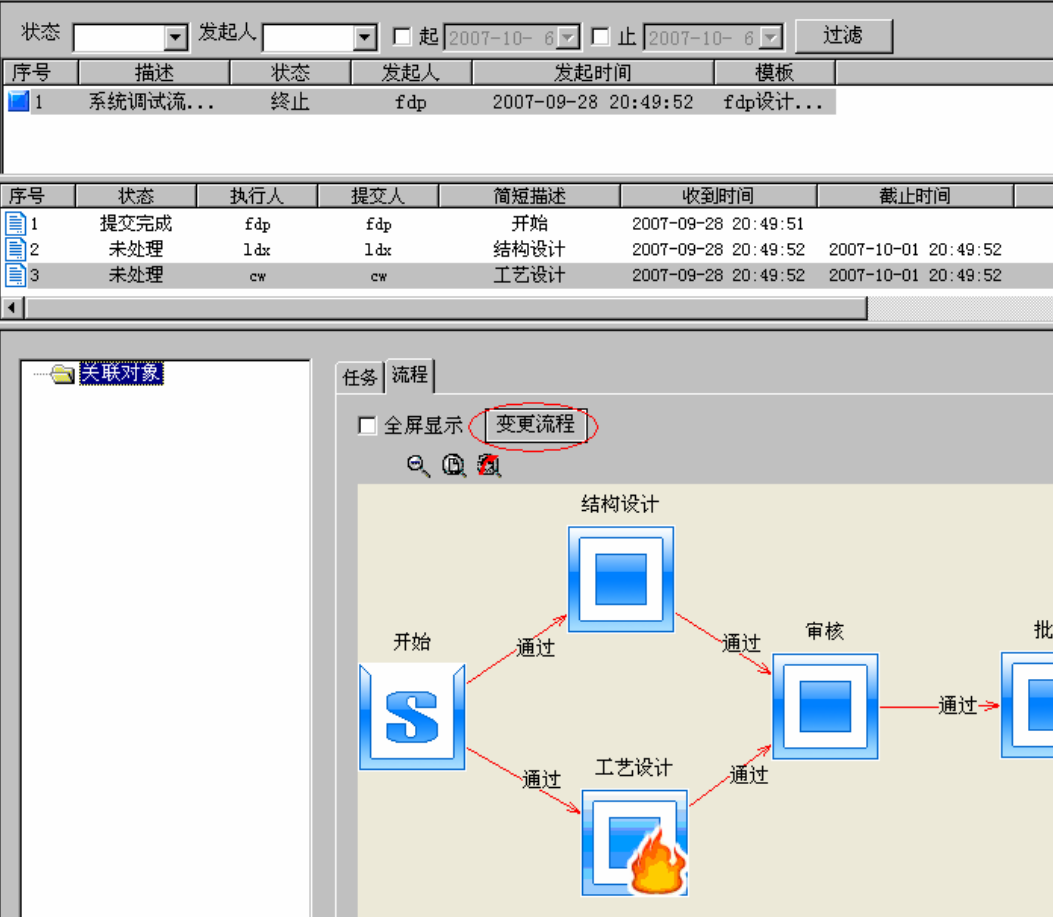 状态 发起人 起 2007-10- 6 止 2007-10- 6 过滤
序号 描述 状态 发起人 发起时间 模板
1 系统调试流... 终止 fdp 2007-09-28 20:49:52 fdp设计...
序号 状态 执行人 提交人 简短描述 收到时间 截止时间
1 提交完成 fdp fdp 开始 2007-09-28 20:49:51
2 未处理 ldx ldx 结构设计 2007-09-28 20:49:52 2007-10-01 20:49:52
3 未处理 cw cw 工艺设计 2007-09-28 20:49:52 2007-10-01 20:49:52
关联对象
任务 流程
全屏显示 变更流程
结构设计
开始
通过
通过
审核
批
S
通过
通过
工艺设计
通过